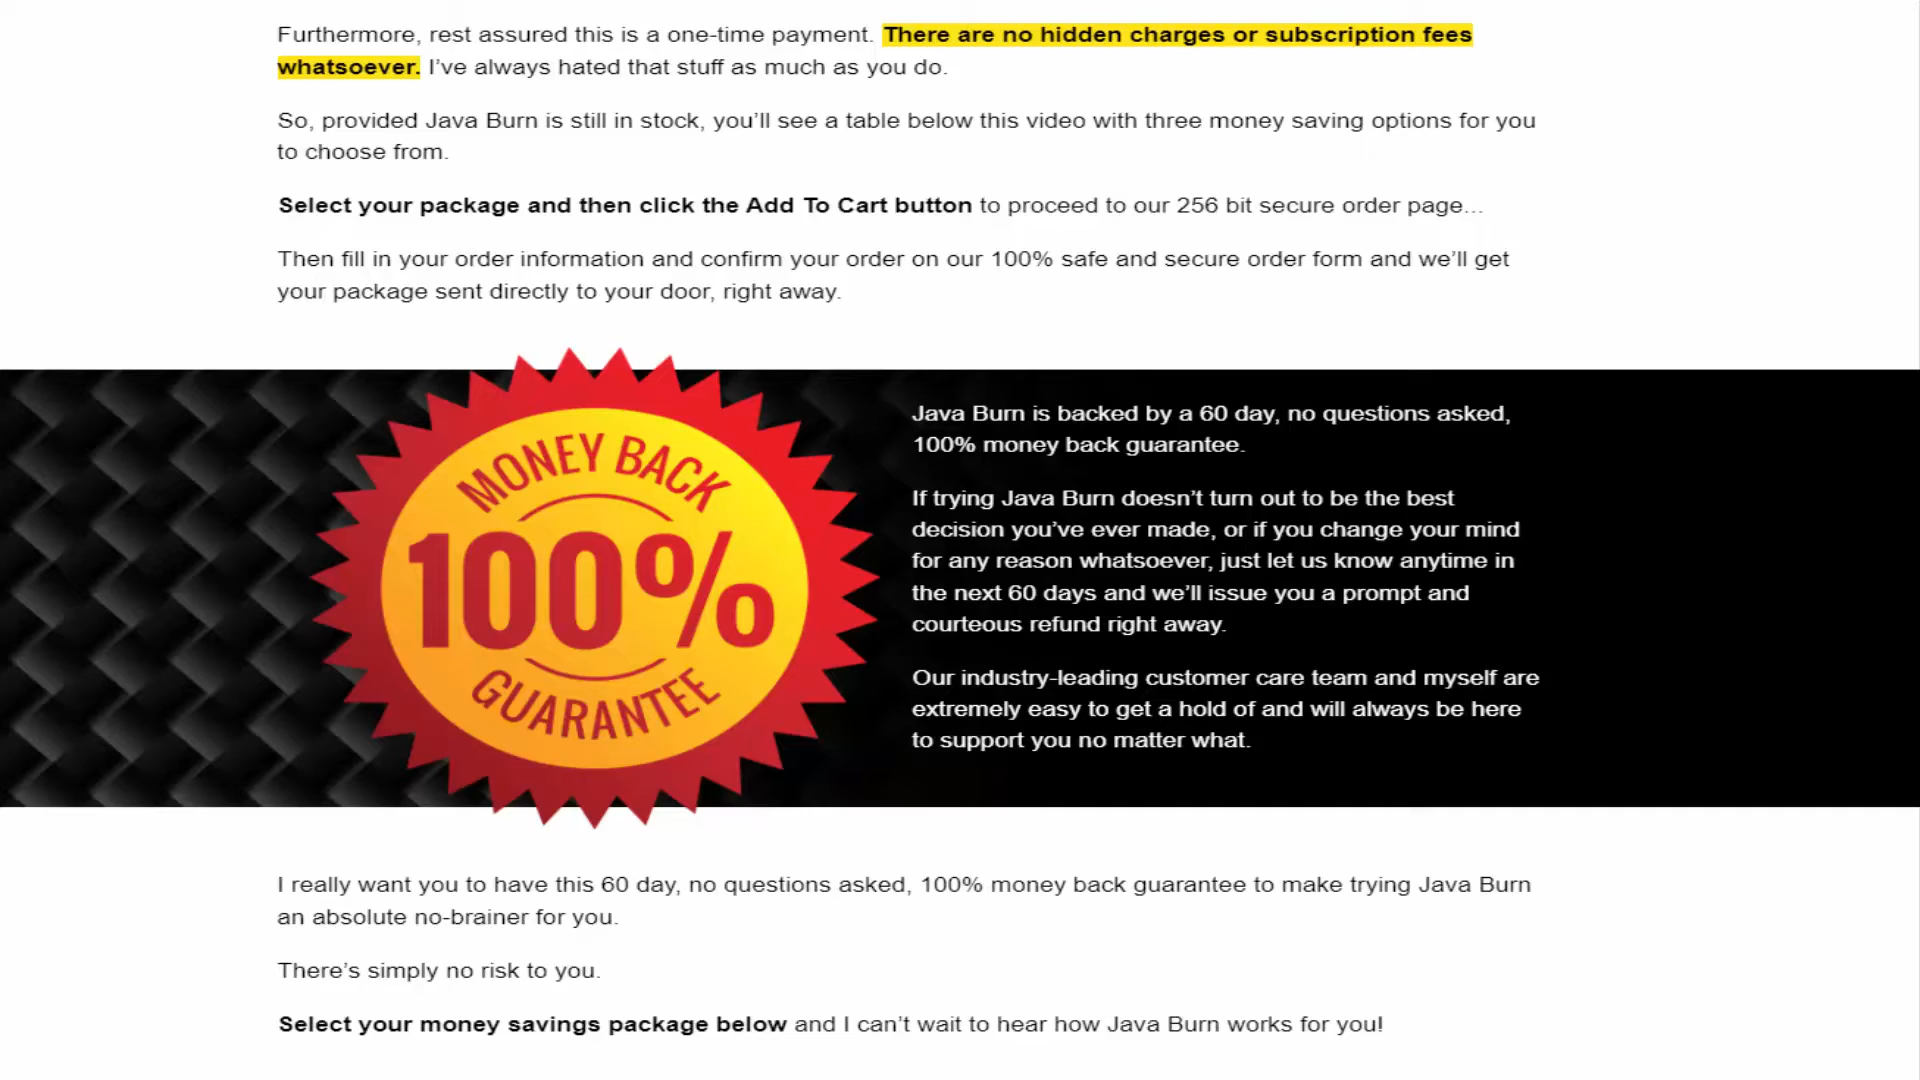 Furthermore, rest assured this is a one-time payment. There are no hidden charges or subscription fees
whatsoever. I've always hated that stuff as much as you do.
So, provided Java Burn is still in stock, you'll see a table below this video with three money saving options for you
to choose from.
Select your package and then click the Add To Cart button to proceed to our 256 bit secure order page...
Then fill in your order information and confirm your order on our 100% safe and secure order form and we'll get
your package sent directly to your door, right away.
MONEY BACK
100%
GUARANTEE
Java Burn is backed by a 60 day, no questions asked,
100% money back guarantee.
If trying Java Burn doesn't turn out to be the best
decision you've ever made, or if you change your mind
for any reason whatsoever, just let us know anytime in
the next 60 days and we'll issue you a prompt and
courteous refund right away.
Our industry-leading customer care team and myself are
extremely easy to get a hold of and will always be here
to support you no matter what.
I really want you to have this 60 day, no questions asked, 100% money back guarantee to make trying Java Burn
an absolute no-brainer for you.
There's simply no risk to you.
Select your money savings package below and I can't wait to hear how Java Burn works for you!